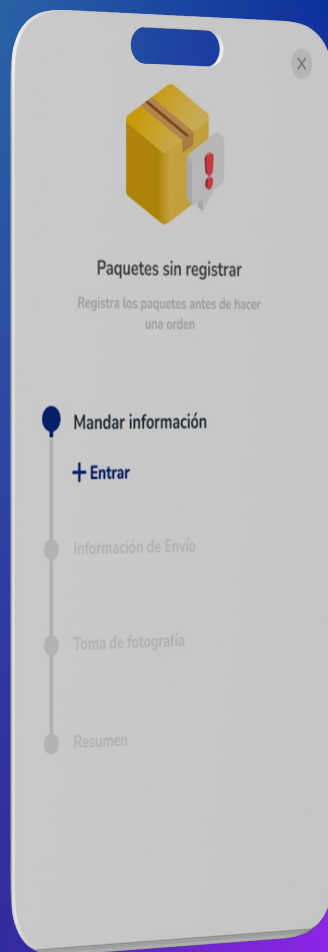 X
Paquetes sin registrar
Registra los paquetes antes de hacer
una orden
Mandar información
+ Entrar
Información de Envío
Toma de fotografía
Resumen